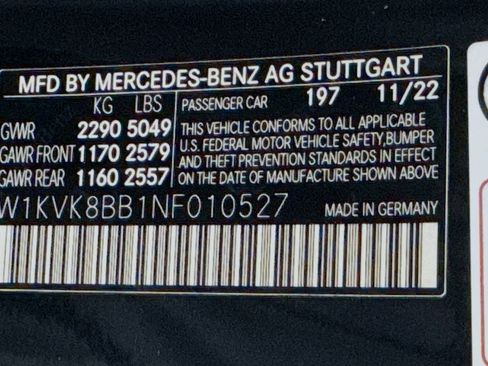 MFD BY MERCEDES-BENZ AG STUTTGART
KG LBS
GVWR 2290 5049
GAWR FRONT 1170 2579
GAWR REAR 1160 2557
PASSENGER CAR 197 11/22
THIS VEHICLE CONFORMS TO ALL APPLICABLE
U.S. FEDERAL MOTOR VEHICLE SAFETY, BUMPER
AND THEFT PREVENTION STANDARDS IN EFFECT
ON THE DATE OF MANUFACTURE SHOWN ABOVE
W1KVK8BB1NF010527 MADE IN GERMANY